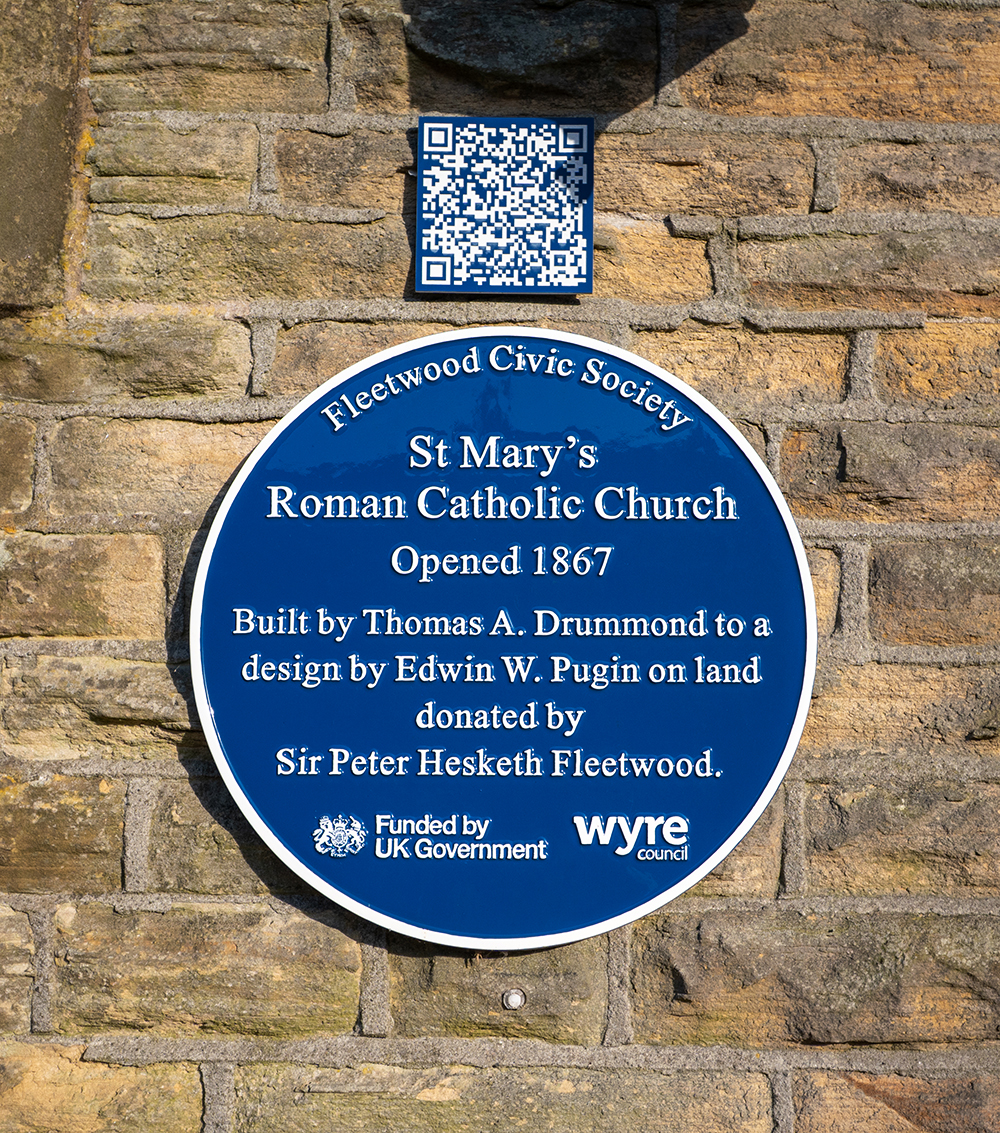 Fleetwood Civic Society
St Mary's
Roman Catholic Church
Opened 1867
Built by Thomas A. Drummond to a
design by Edwin W. Pugin on land
donated by
Sir Peter Hesketh Fleetwood.
Funded by
UK Government
wyre
council